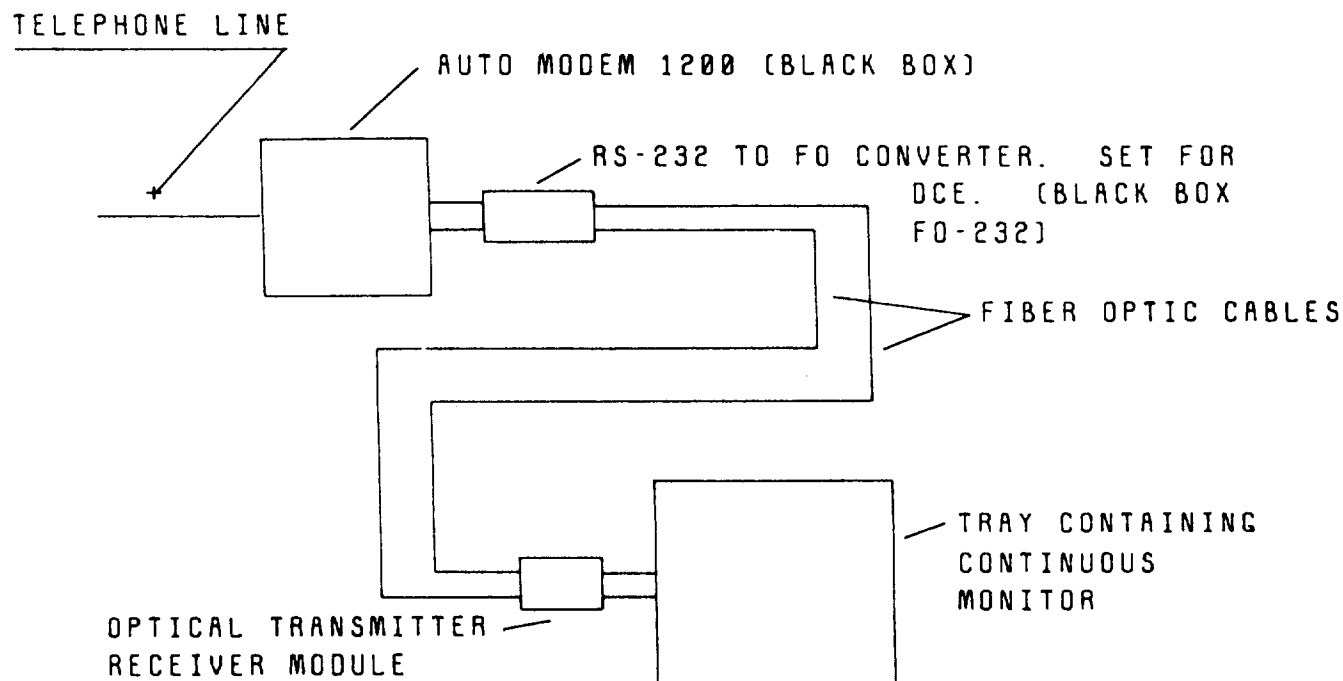 TELEPHONE LINE
AUTO MODEM 1200 (BLACK BOX)
RS-232 TO FO CONVERTER. SET FOR
DCE. (BLACK BOX
FO-232)
FIBER OPTIC CABLES
TRAY CONTAINING
CONTINUOUS
MONITOR
OPTICAL TRANSMITTER
RECEIVER MODULE